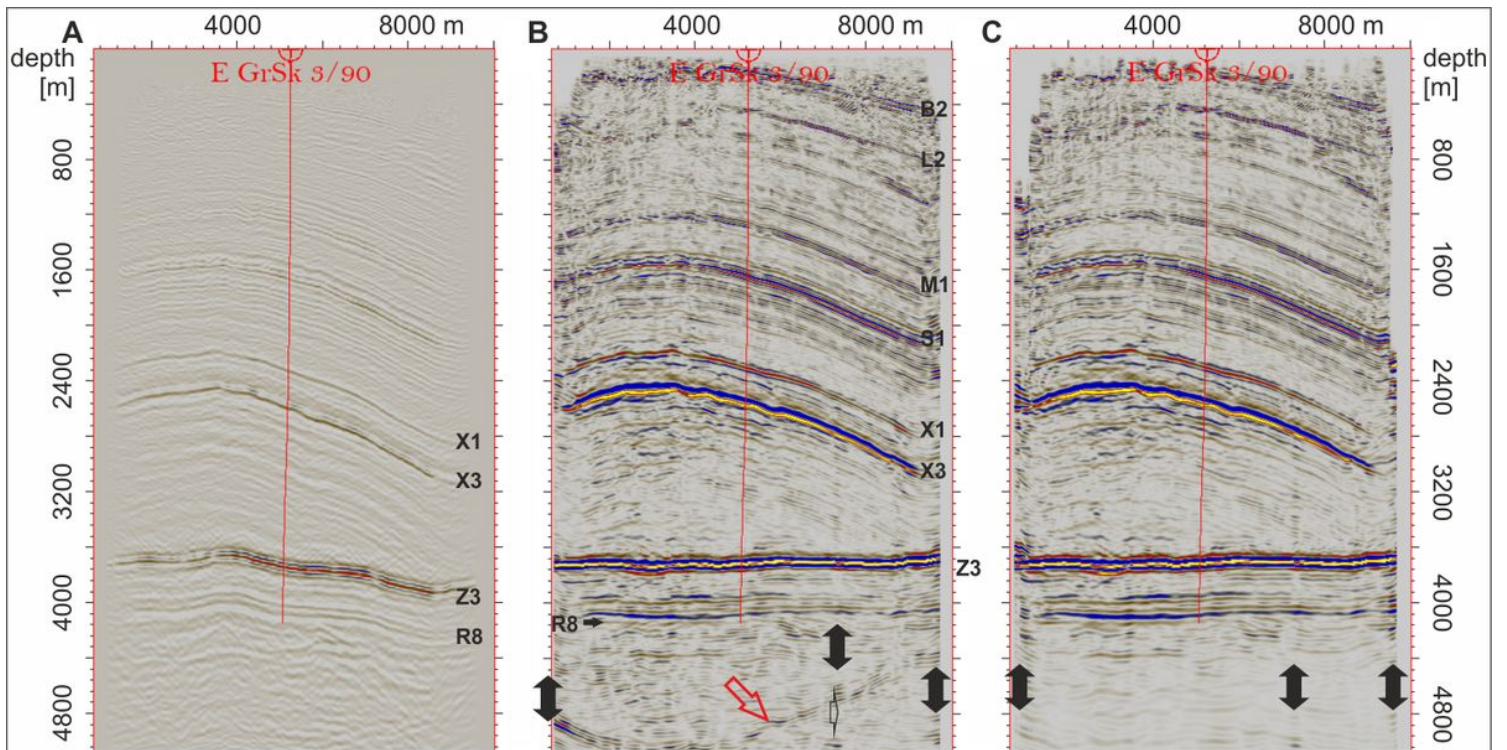 A
4000
8000 m
B
4000
8000 m
C
4000
8000 m
depth
[m]
depth
[m]
E GrSk 3/90
E GrSk 3/90
E GrSk 3/90
800
1600
2400
3200
4000
4800
X1
X3
Z3
R8
B2
L2
M1
S1
X1
X3
Z3
R8
800
1600
2400
3200
4000
4800